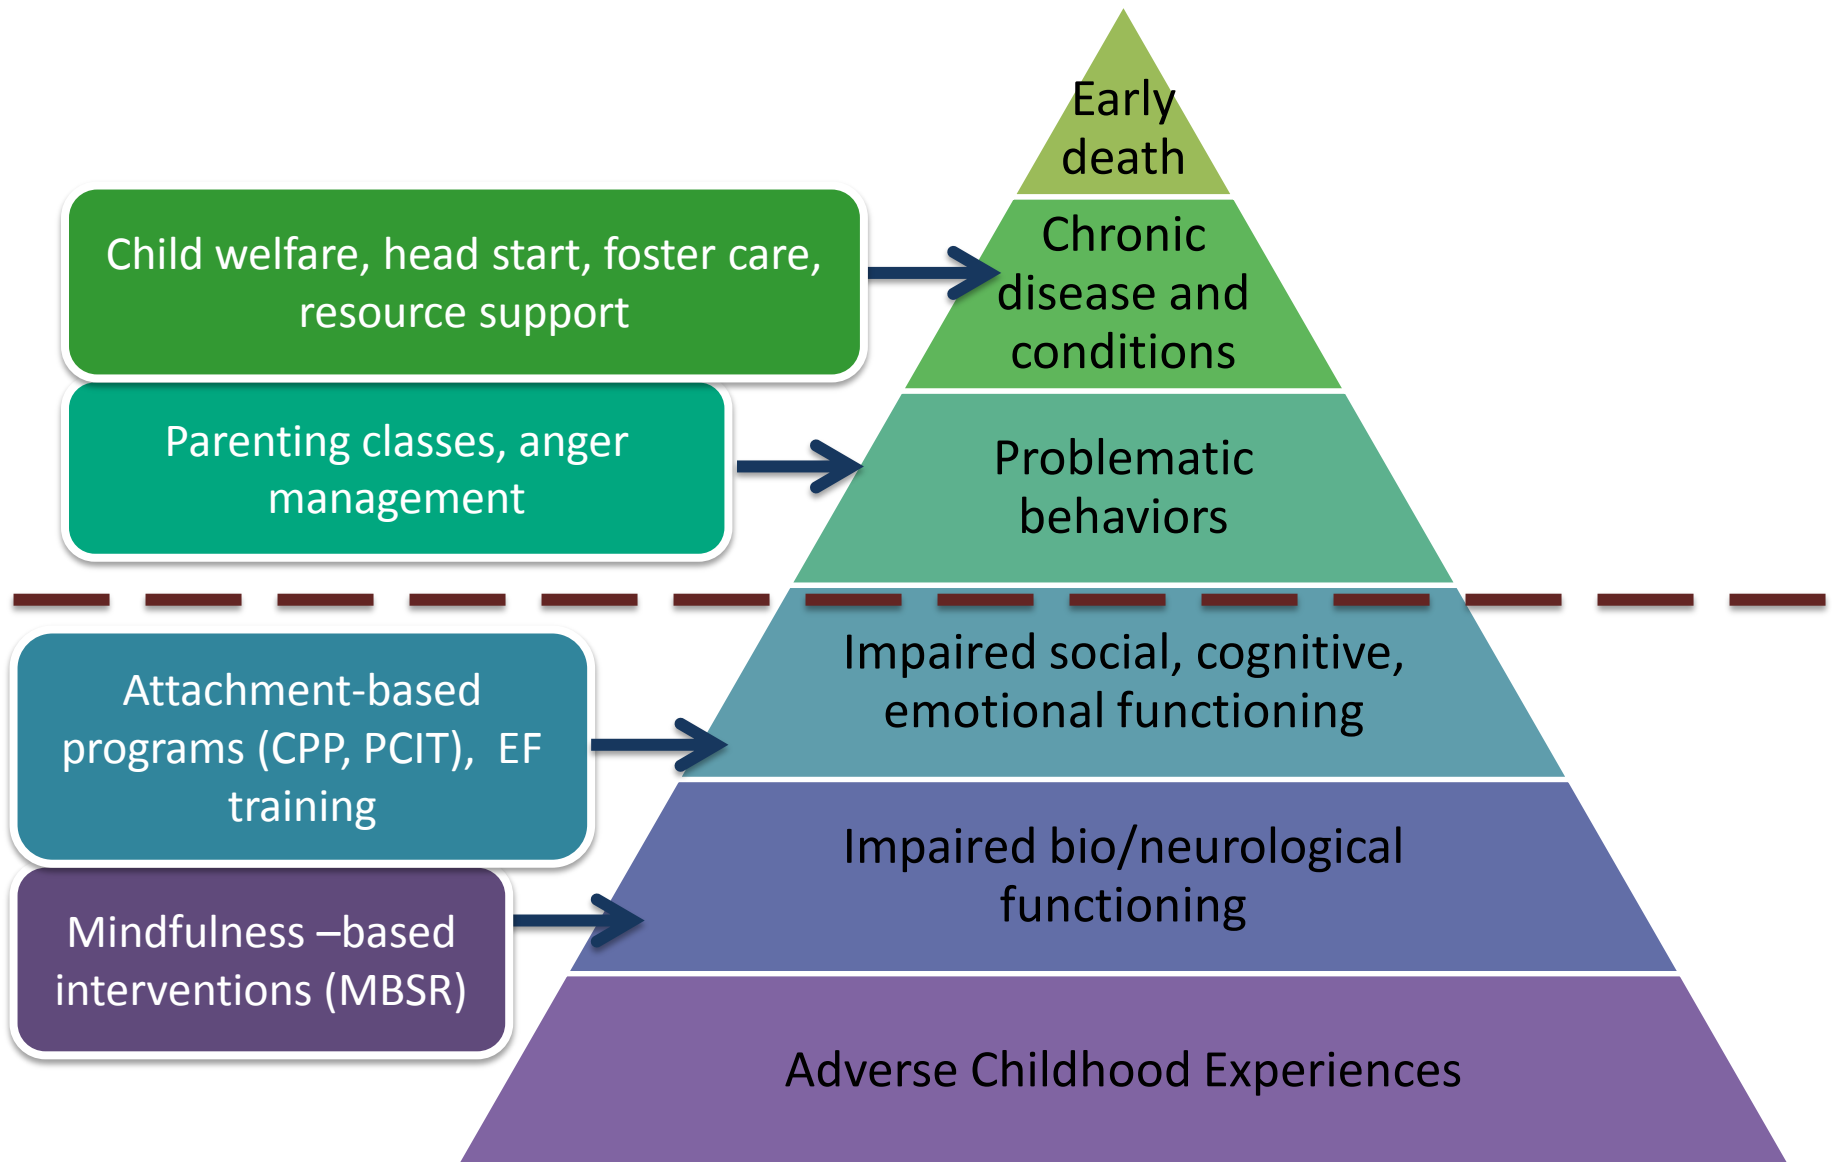 Early
death
Child welfare, head start, foster care,
resource support
Chronic
disease and
conditions
Parenting classes, anger
management
Problematic
behaviors
Attachment-based
programs (CPP, PCIT),  EF
training
Impaired social, cognitive,
emotional functioning
Mindfulness –based
interventions (MBSR)
Impaired bio/neurological
functioning
Adverse Childhood Experiences